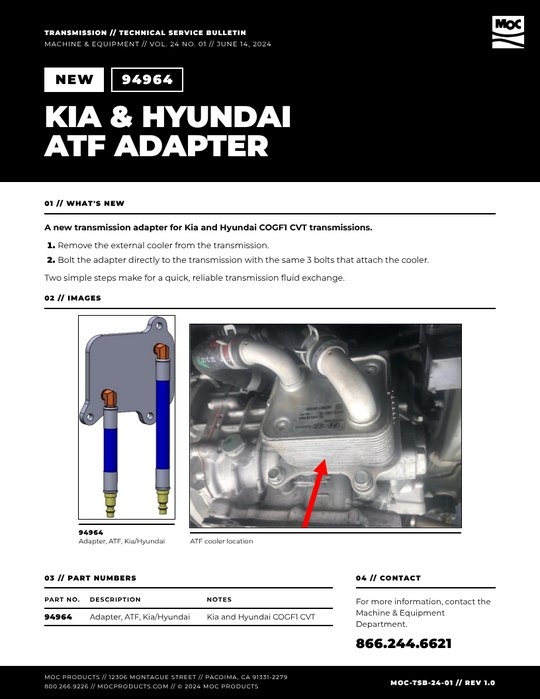 TRANSMISSION // TECHNICAL SERVICE BULLETIN
MACHINE & EQUIPMENT // VOL. 24 NO. 01 // JUNE 14, 2024
MOC
NEW 94964
KIA & HYUNDAI
ATF ADAPTER
01 // WHAT'S NEW
A new transmission adapter for Kia and Hyundai COGF1 CVT transmissions.
1. Remove the external cooler from the transmission.
2. Bolt the adapter directly to the transmission with the same 3 bolts that attach the cooler.
Two simple steps make for a quick, reliable transmission fluid exchange.
02 // IMAGES
94964
Adapter, ATF, Kia/Hyundai
ATF cooler location
03 // PART NUMBERS
PART NO. DESCRIPTION NOTES
94964 Adapter, ATF, Kia/Hyundai Kia and Hyundai COGF1 CVT
04 // CONTACT
For more information, contact the
Machine & Equipment
Department.
866.244.6621
MOC PRODUCTS // 12306 MONTAGUE STREET // PACOIMA, CA 91331-2279
800.266.9226 // MOCPRODUCTS.COM // © 2024 MOC PRODUCTS
MOC-TSB-24-01 // REV 1.0